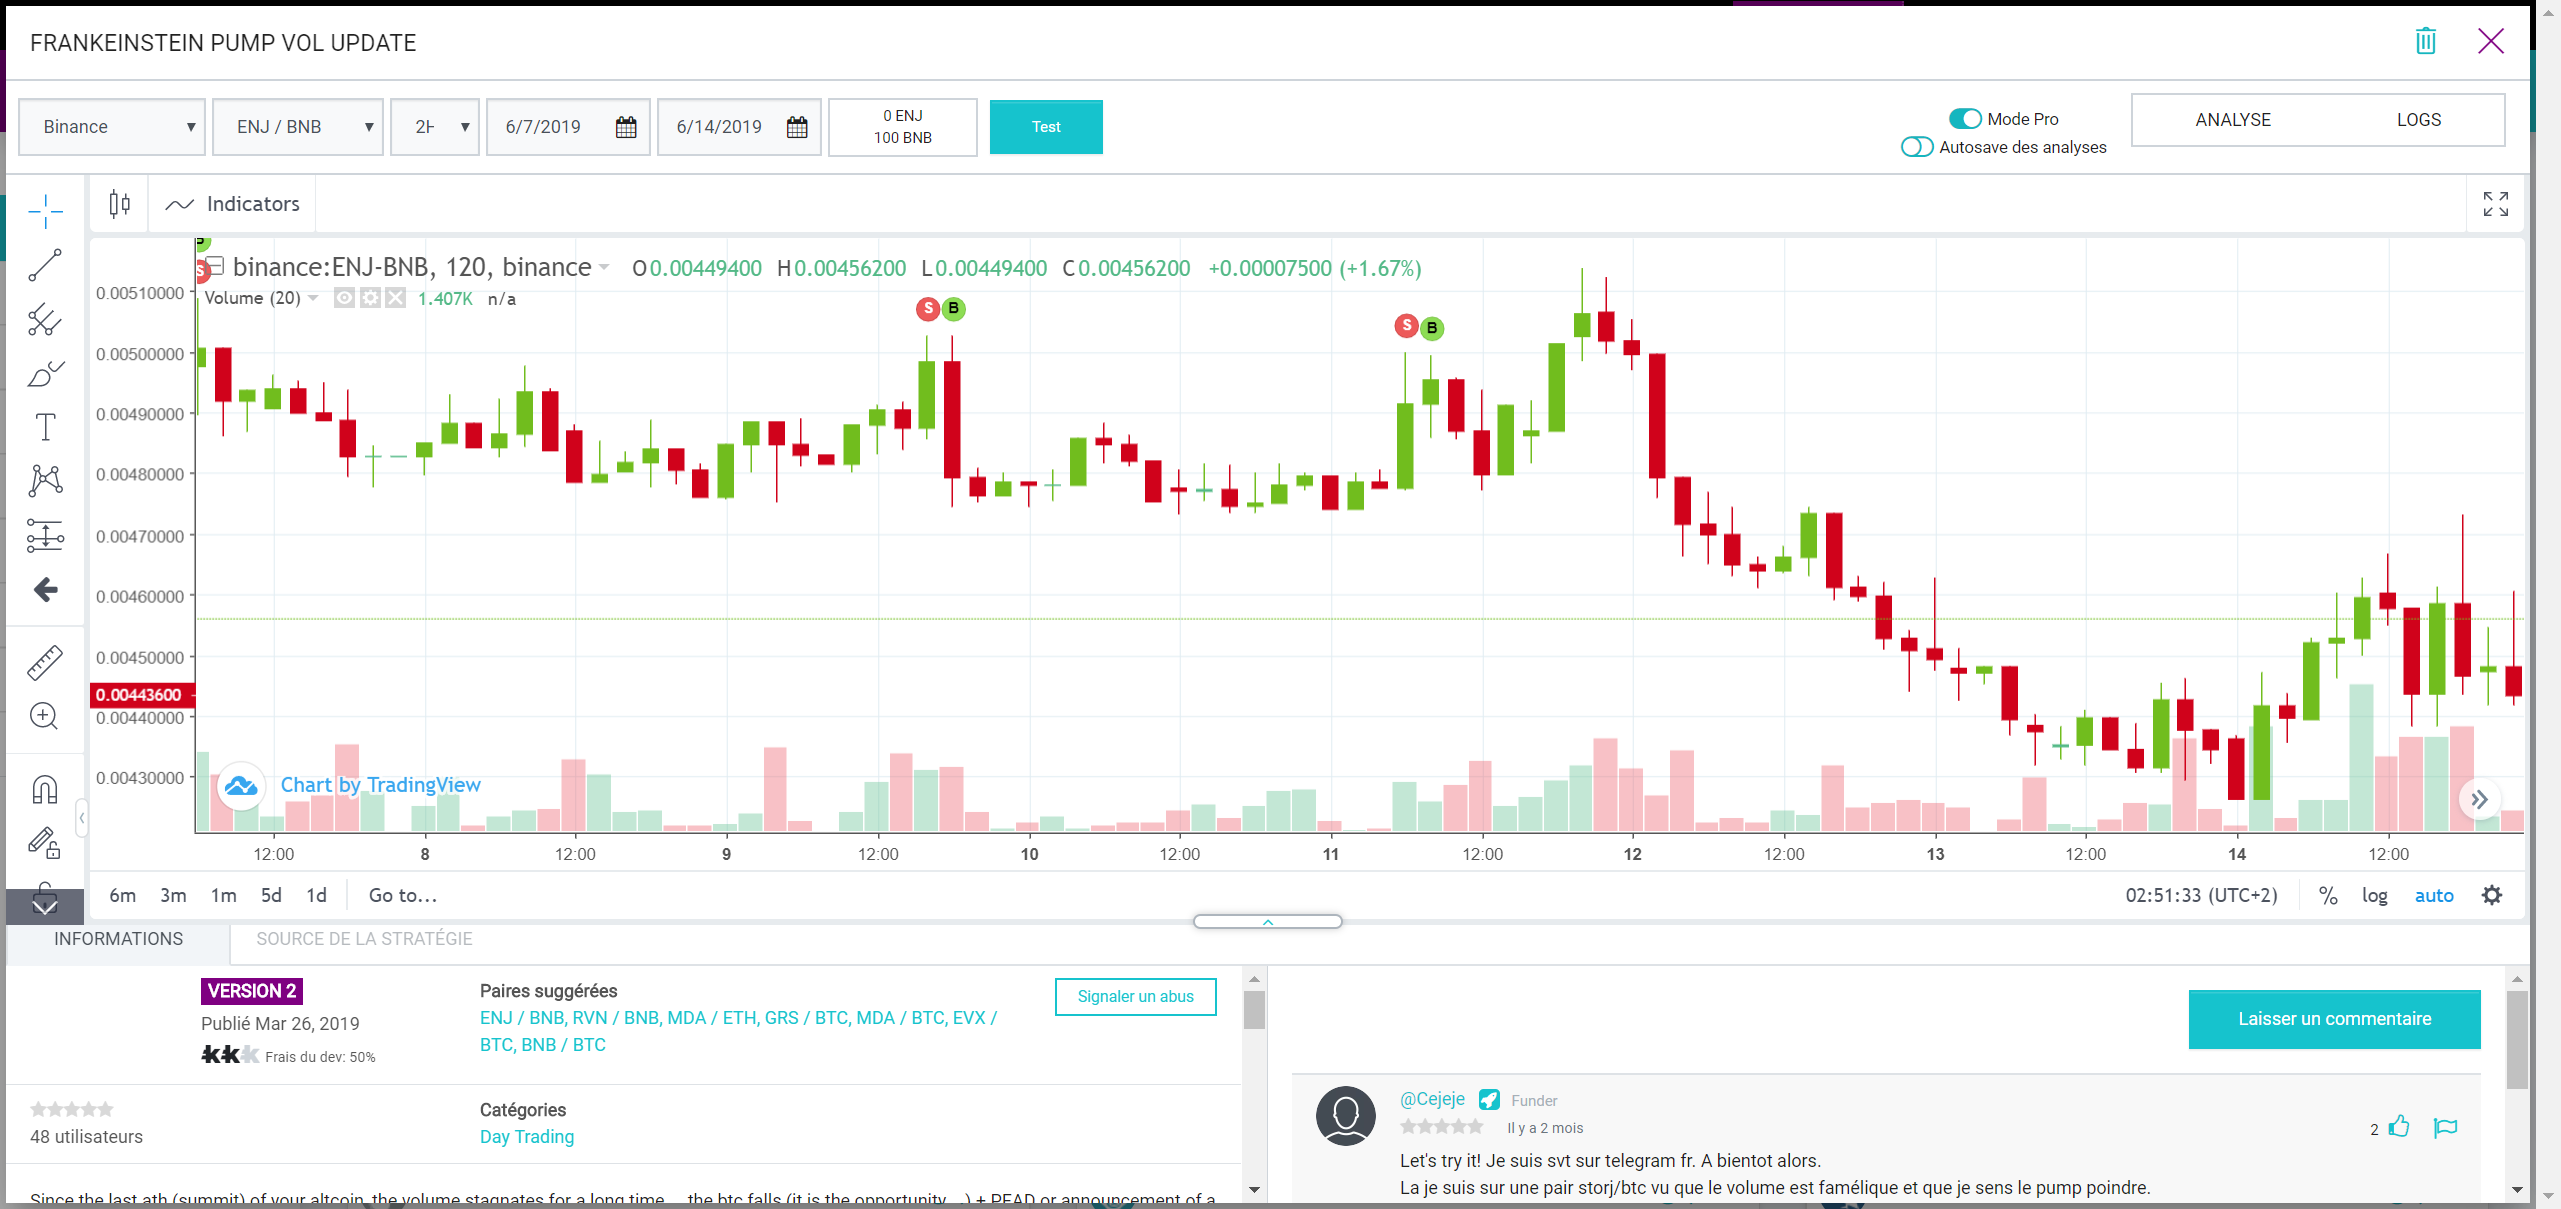 FRANKEINSTEIN PUMP VOL UPDATE
Binance
ENJ / BNB
6/7/2019
6/14/2019
0 ENJ
100 BNB
Test
Mode Pro
Autosave des analyses
ANALYSE
LOGS
Indicators
binance:ENJ-BNB, 120, binance O0.00449400 H0.00456200 L0.00449400 C0.00456200 +0.00007500 (+1.67%)
Volume (20) 1.407K n/a
S B
S B
0.00510000
0.00500000
0.00490000
0.00480000
0.00470000
0.00460000
0.00450000
0.00443600
0.00440000
0.00430000
Chart by TradingView
12:00 8 12:00 9 12:00 10 12:00 11 12:00 12 12:00 13 12:00 14 12:00
6m 3m 1m 5d 1d Go to...
02:51:33 (UTC+2) % log auto
INFORMATIONS
SOURCE DE LA STRATÉGIE
VERSION 2
Publié Mar 26, 2019
Frais du dev: 50%
Paires suggérées
ENJ / BNB, RVN / BNB, MDA / ETH, GRS / BTC, MDA / BTC, EVX /
BTC, BNB / BTC
Signaler un abus
48 utilisateurs
Catégories
Day Trading
Since the last ath (summit) of your altcoin, the volume stagnates for a long time ... the btc falls (it is the opportunity ...) + PEAD or announcement of a
Laisser un commentaire
@Cejeje Funder
Il y a 2 mois
2
Let's try it! Je suis svt sur telegram fr. A bientot alors.
La je suis sur une pair storj/btc vu que le volume est famélique et que je sens le pump poindre.